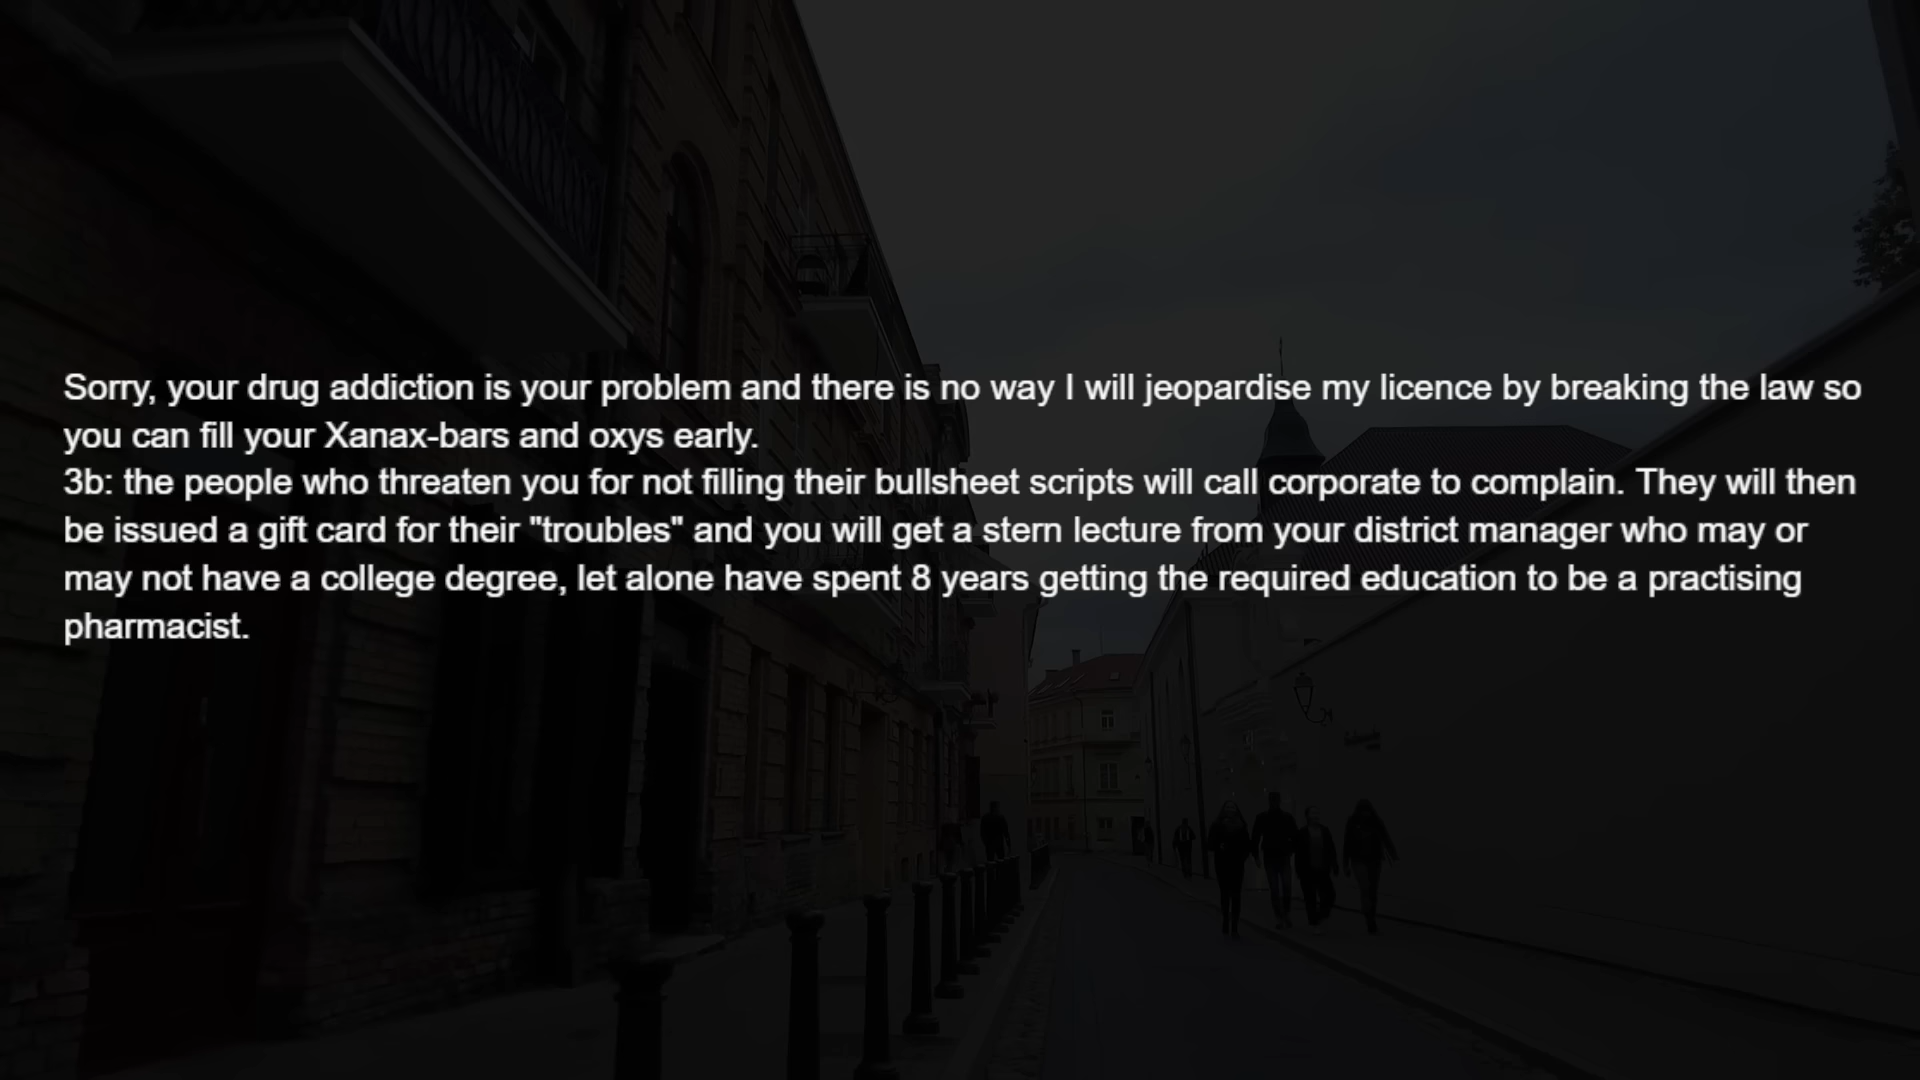 Sorry, your drug addiction is your problem and there is no way I will jeopardise my licence by breaking the law so
you can fill your Xanax-bars and oxys early.
3b: the people who threaten you for not filling their bullsheet scripts will call corporate to complain. They will then
be issued a gift card for their "troubles" and you will get a stern lecture from your district manager who may or
may not have a college degree, let alone have spent 8 years getting the required education to be a practising
pharmacist.